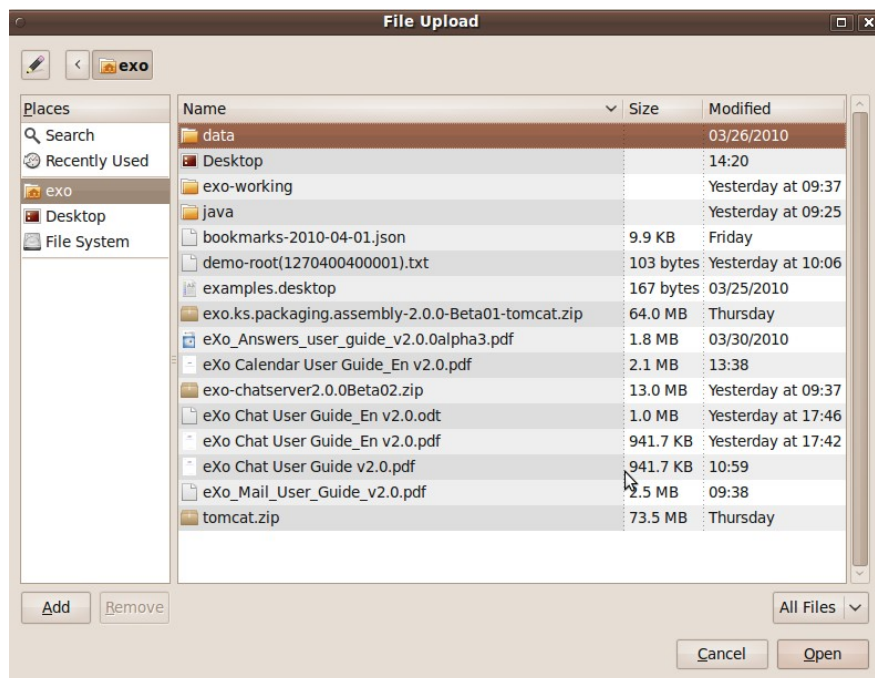 File Upload
exo
Places
Search
Recently Used
exo
Desktop
File System
Name Size Modified
data 03/26/2010
Desktop 14:20
exo-working Yesterday at 09:37
java Yesterday at 09:25
bookmarks-2010-04-01.json 9.9 KB Friday
demo-root(1270400400001).txt 103 bytes Yesterday at 10:06
examples.desktop 167 bytes 03/25/2010
exo.ks.packaging.assembly-2.0.0-Beta01-tomcat.zip 64.0 MB Thursday
eXo_Answers_user_guide_v2.0.0alpha3.pdf 1.8 MB 03/30/2010
eXo Calendar User Guide_En v2.0.pdf 2.1 MB 13:38
exo-chatserver2.0.0Beta02.zip 13.0 MB Yesterday at 09:37
eXo Chat User Guide_En v2.0.odt 1.0 MB Yesterday at 17:46
eXo Chat User Guide_En v2.0.pdf 941.7 KB Yesterday at 17:42
eXo Chat User Guide v2.0.pdf 941.7 KB 10:59
eXo_Mail_User_Guide_v2.0.pdf 2.5 MB 09:38
tomcat.zip 73.5 MB Thursday
Add Remove
All Files
Cancel Open